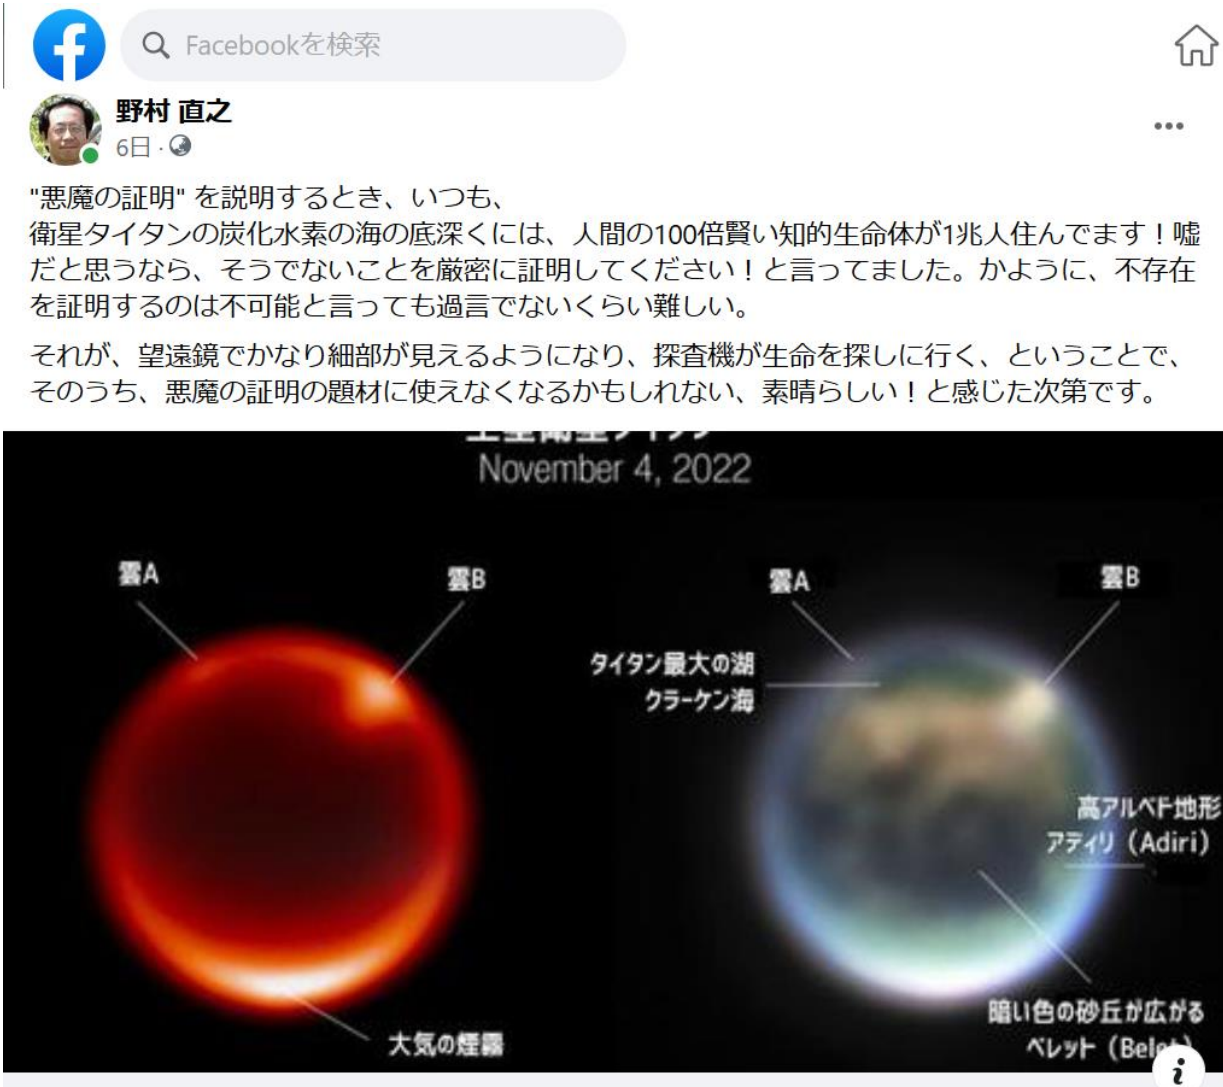 Facebookを検索
野村 直之
6日 ·
"悪魔の証明" を説明するとき、いつも、
衛星タイタンの炭化水素の海の底深くには、人間の100倍賢い知的生命体が1兆人住んでます！嘘
だと思うなら、そうでないことを厳密に証明してください！と言ってました。かように、不存在
を証明するのは不可能と言っても過言でないくらい難しい。
それが、望遠鏡でかなり細部が見えるようになり、探査機が生命を探しに行く、ということで、
そのうち、悪魔の証明の題材に使えなくなるかもしれない、素晴らしい！と感じた次第です。
November 4, 2022
雲A
雲B
大気の煙霧
雲A
雲B
タイタン最大の湖
クラーケン海
高アルベド地形
アディリ（Adiri）
暗い色の砂丘が広がる
ベレット